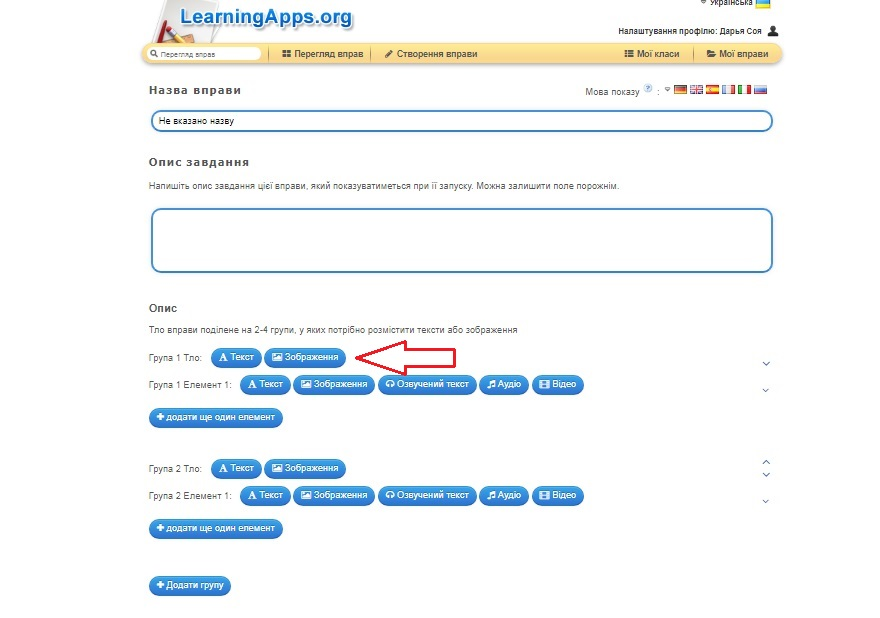 Українська
LearningApps.org
Налаштування профілю: Дарья Соя
Перегляд вправ Перегляд вправ Створення вправи Мої класи Мої вправи
Назва вправи
Мова показу ? :
Не вказано назву
Опис завдання
Напишіть опис завдання цієї вправи, який показуватиметься при її запуску. Можна залишити поле порожнім.
Опис
Тло вправи поділене на 2-4 групи, у яких потрібно розмістити тексти або зображення
Група 1 Тло: A Текст Зображення
Група 1 Елемент 1: A Текст Зображення Озвучений текст Аудіо Відео
+ додати ще один елемент
Група 2 Тло: A Текст Зображення
Група 2 Елемент 1: A Текст Зображення Озвучений текст Аудіо Відео
+ додати ще один елемент
+ Додати групу